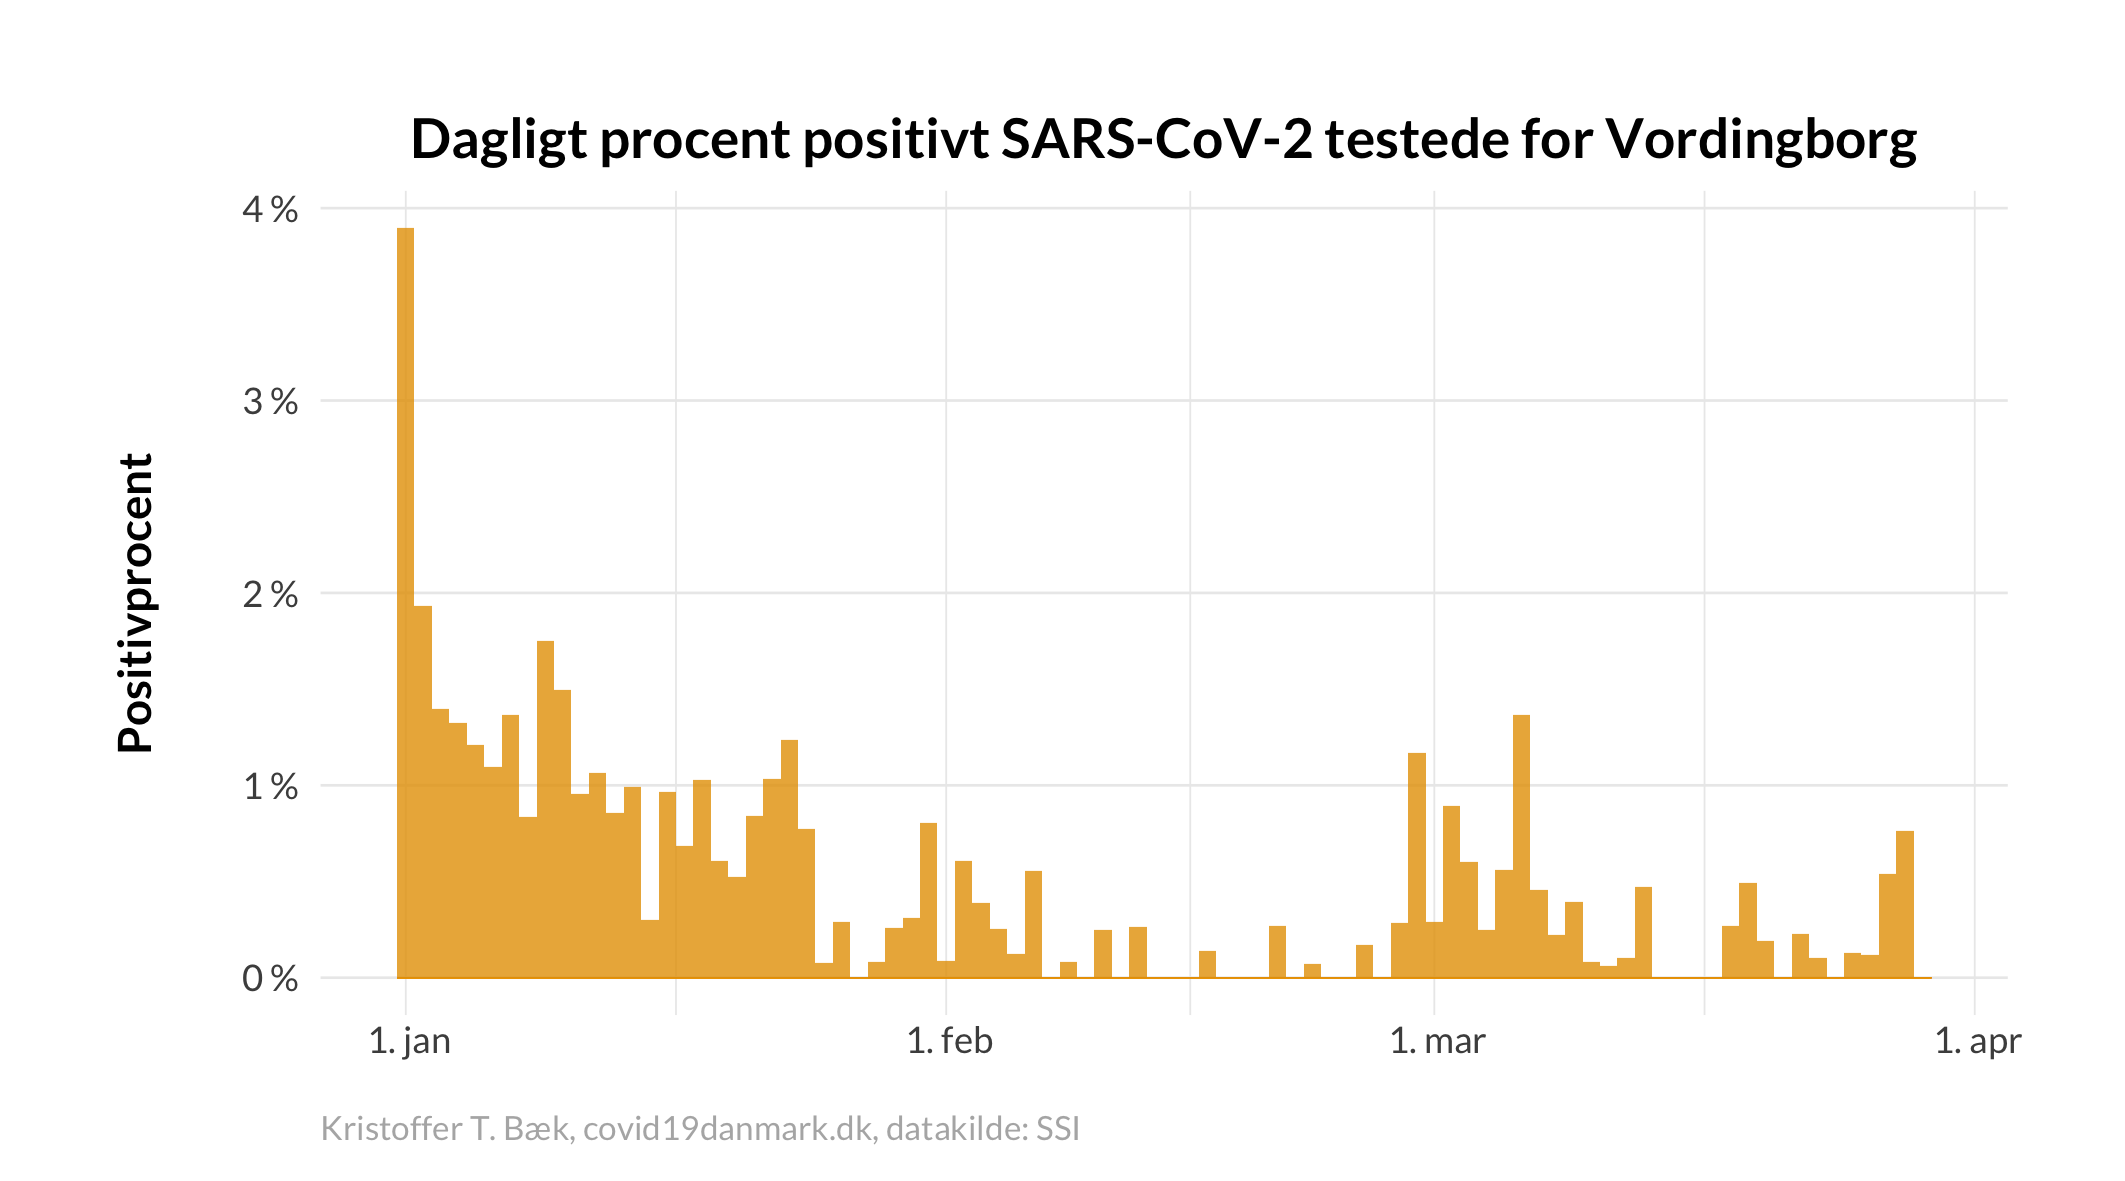 Dagligt procent positivt SARS-CoV-2 testede for Vordingborg
Positivprocent
4 %
3 %
2 %
1 %
0 %
1. jan
1. feb
1. mar
1. apr
Kristoffer T. Bæk, covid19danmark.dk, datakilde: SSI